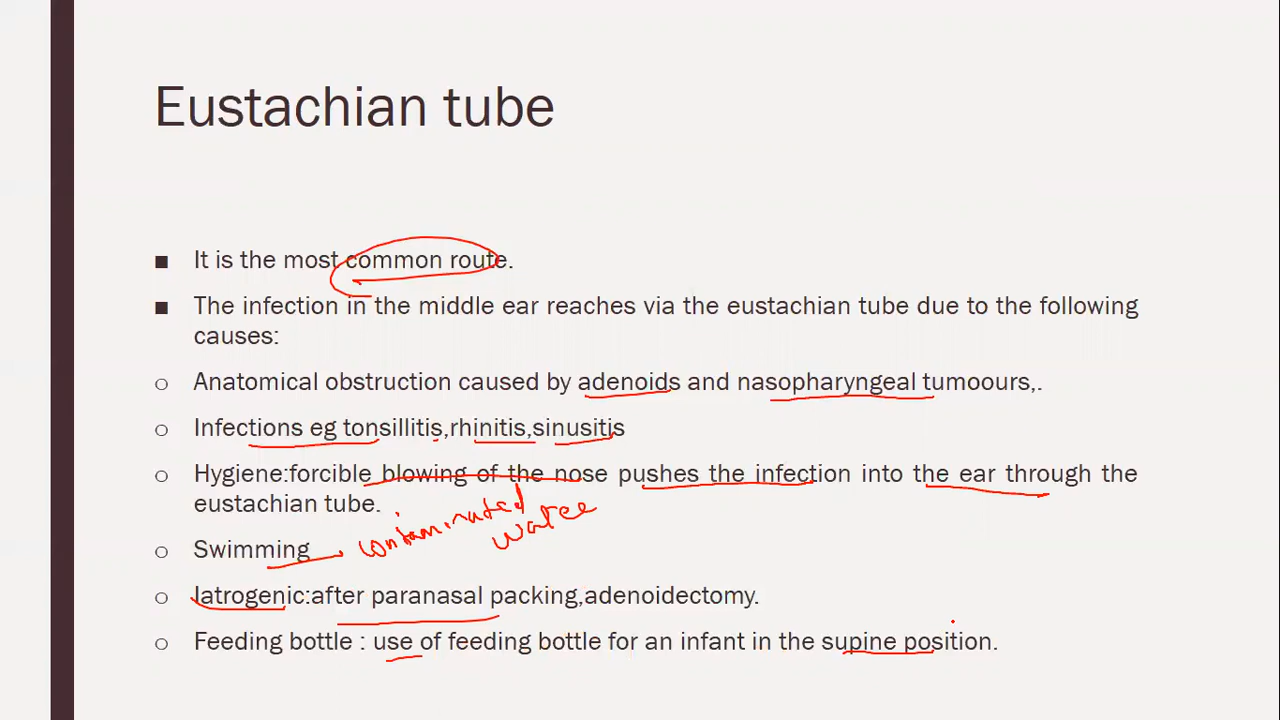 Eustachian tube
■ It is the most common route.
■ The infection in the middle ear reaches via the eustachian tube due to the following
causes:
o Anatomical obstruction caused by adenoids and nasopharyngeal tumoours,.
o Infections eg tonsillitis,rhinitis,sinusitis
o Hygiene:forcible blowing of the nose pushes the infection into the ear through the
eustachian tube.
contaminated
water
o Swimming
o Iatrogenic:after paranasal packing,adenoidectomy.
o Feeding bottle : use of feeding bottle for an infant in the supine position.